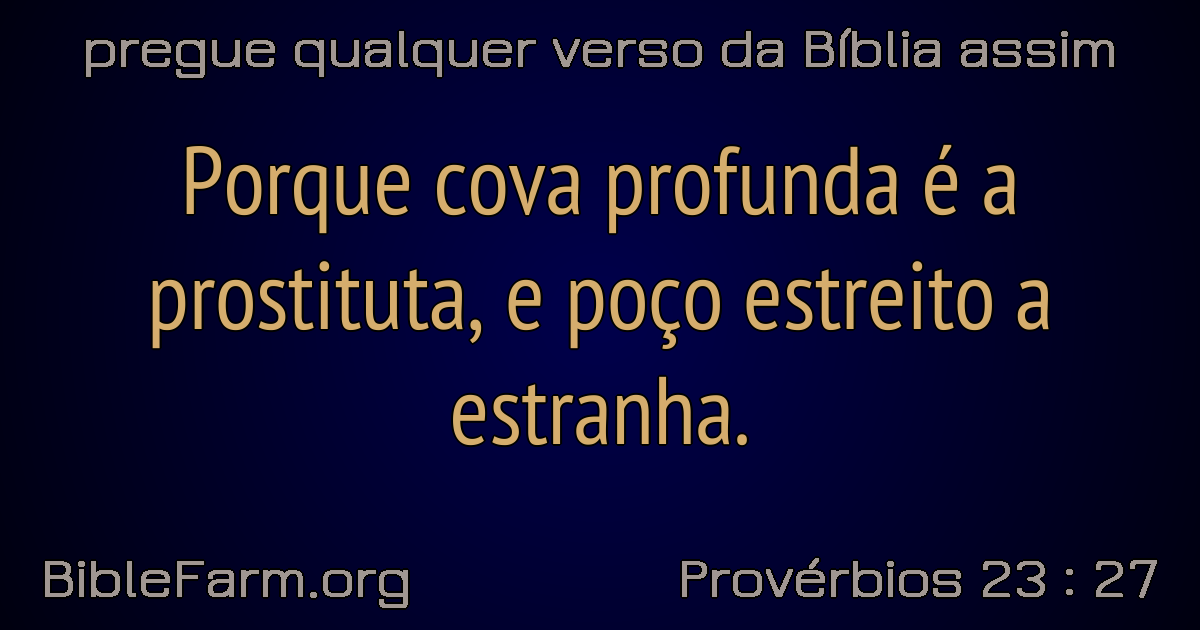 pregue qualquer verso da Bíblia assim
Porque cova profunda é a
prostituta, e poço estreito a
estranha.
BibleFarm.org
Provérbios 23 : 27